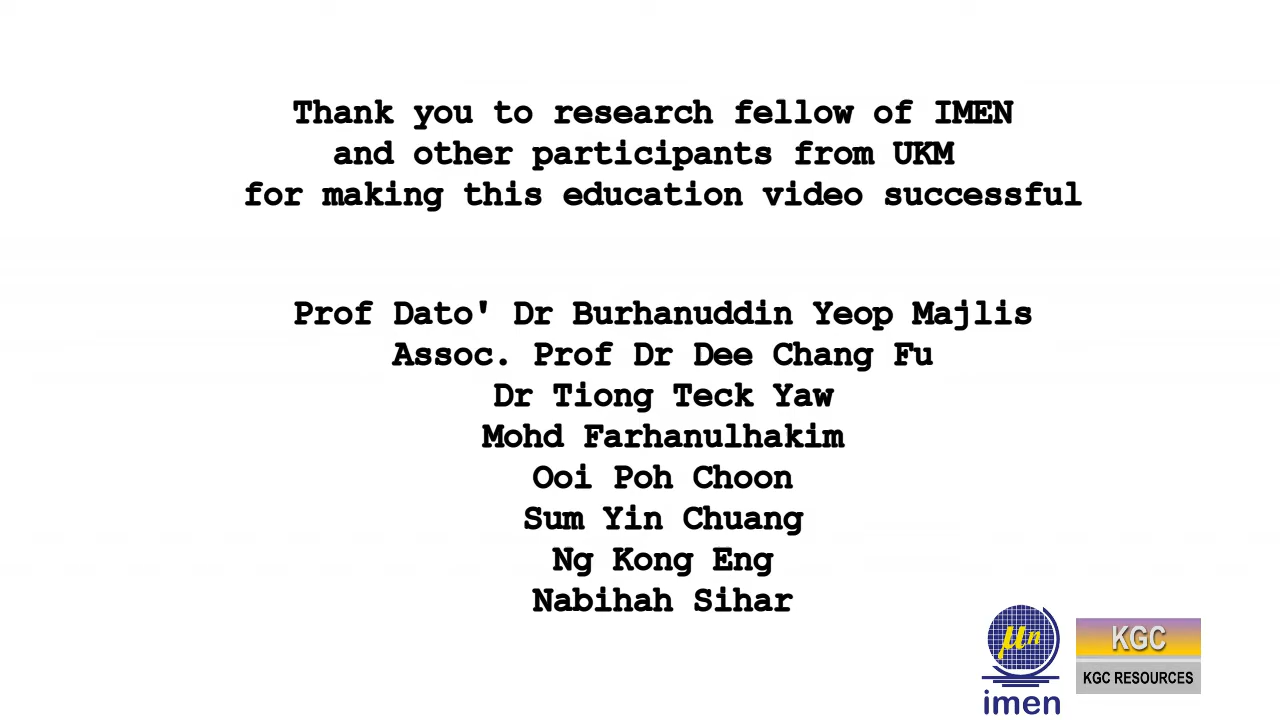 Thank you to research fellow of IMEN
and other participants from UKM
for making this education video successful
Prof Dato' Dr Burhanuddin Yeop Majlis
Assoc. Prof Dr Dee Chang Fu
Dr Tiong Teck Yaw
Mohd Farhanulhakim
Ooi Poh Choon
Sum Yin Chuang
Ng Kong Eng
Nabihah Sihar
μn
imen
KGC
KGC RESOURCES